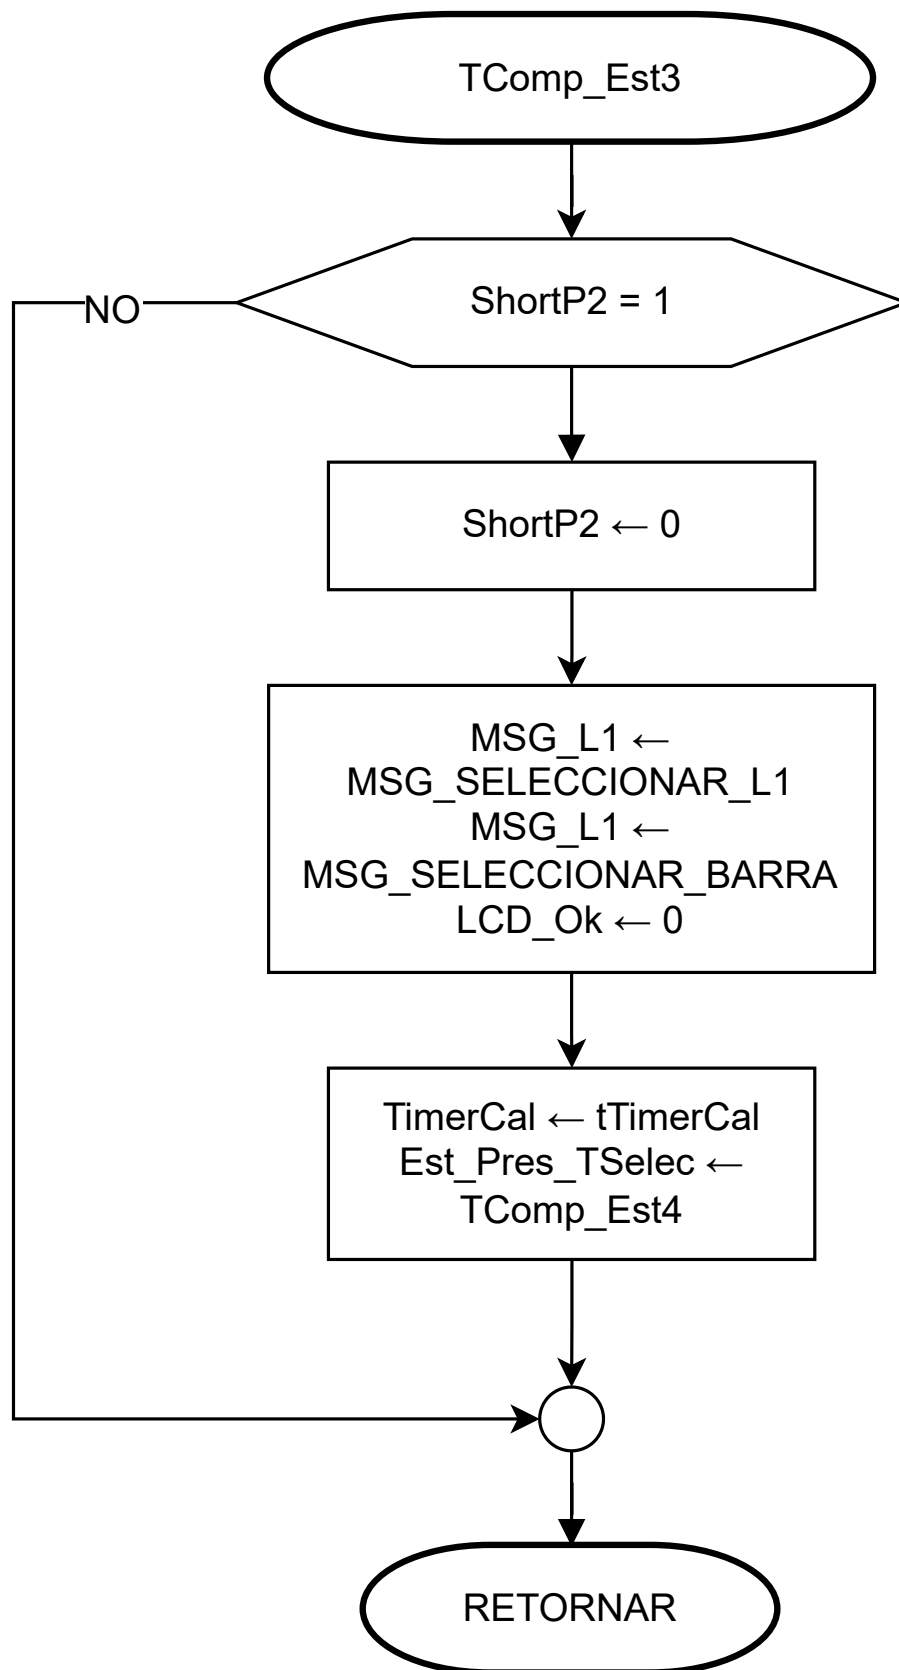 TComp_Est3
ShortP2 = 1
NO
ShortP2 ← 0
MSG_L1 ←
MSG_SELECCIONAR_L1
MSG_L1 ←
MSG_SELECCIONAR_BARRA
LCD_Ok ← 0
TimerCal ← tTimerCal
Est_Pres_TSelec ←
TComp_Est4
RETORNAR